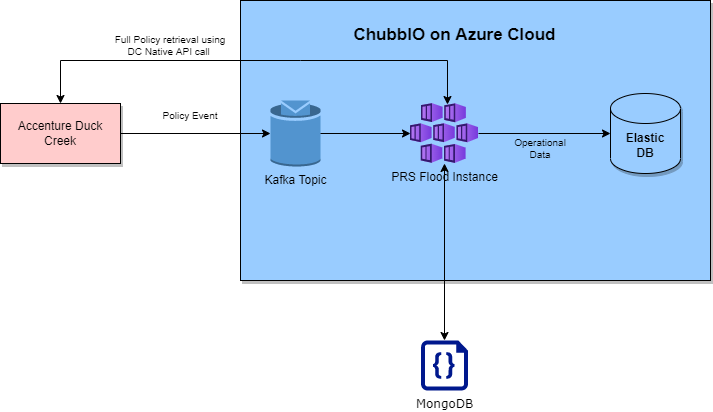 ChubbIO on Azure Cloud
Full Policy retrieval using
DC Native API call
Accenture Duck
Creek
Policy Event
Kafka Topic
PRS Flood Instance
Operational
Data
Elastic
DB
{ }
MongoDB